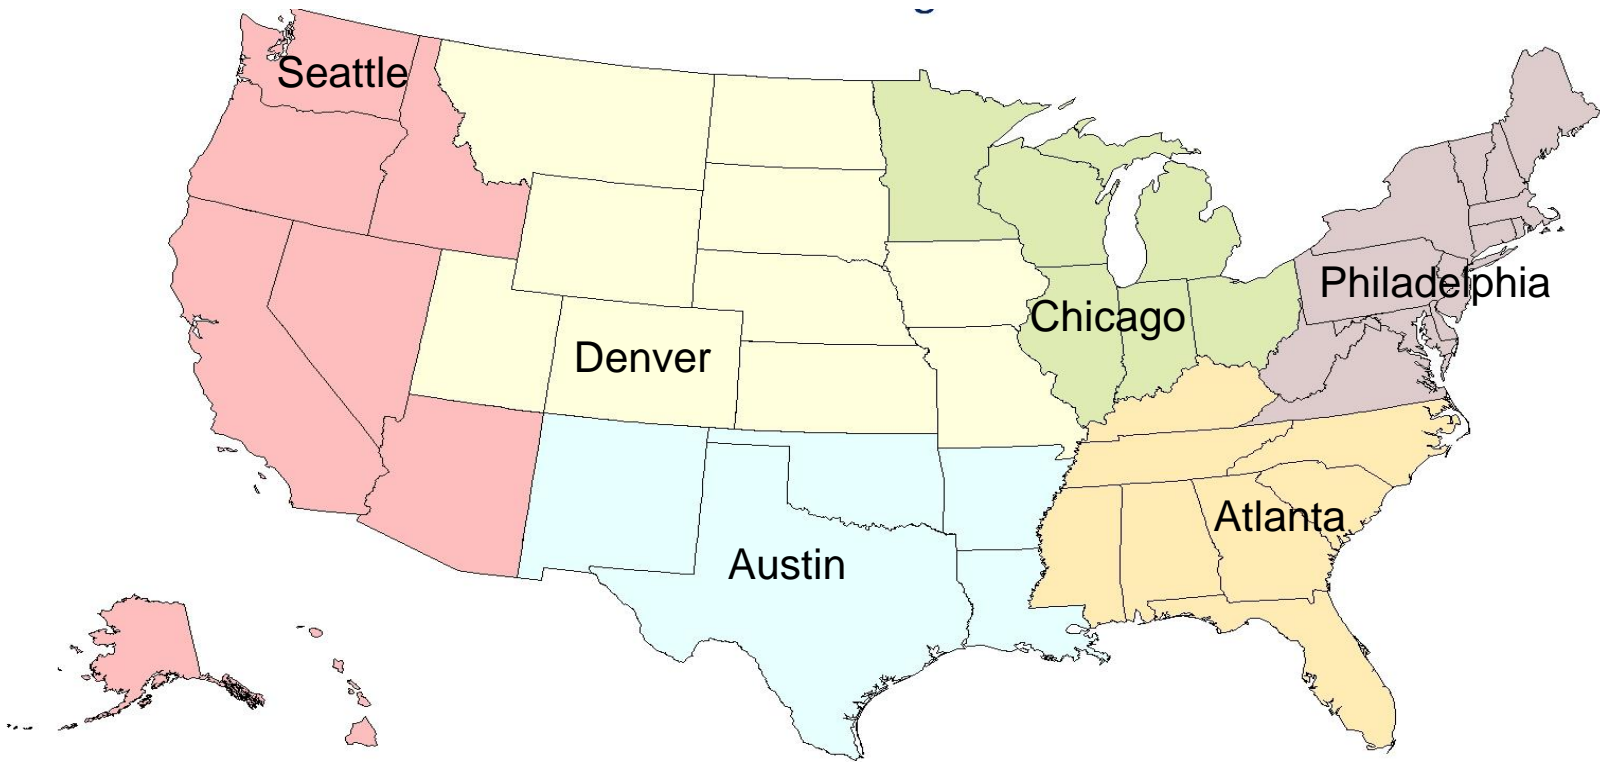 Seattle
Philadelphia
Chicago
Denver
Atlanta
Austin